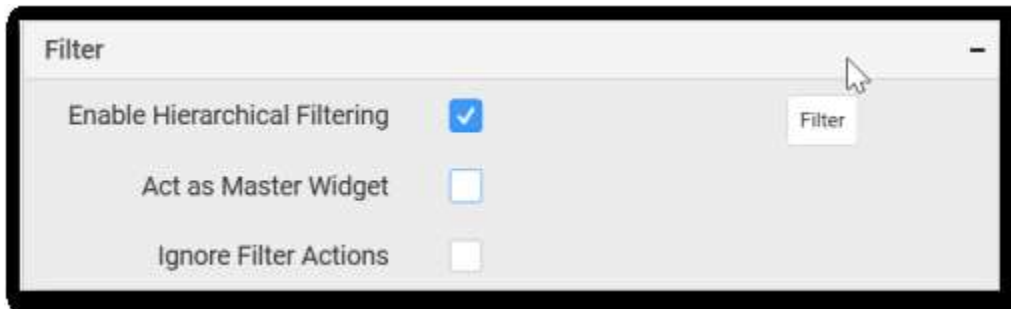 Filter
Enable Hierarchical Filtering
Filter
Act as Master Widget
Ignore Filter Actions